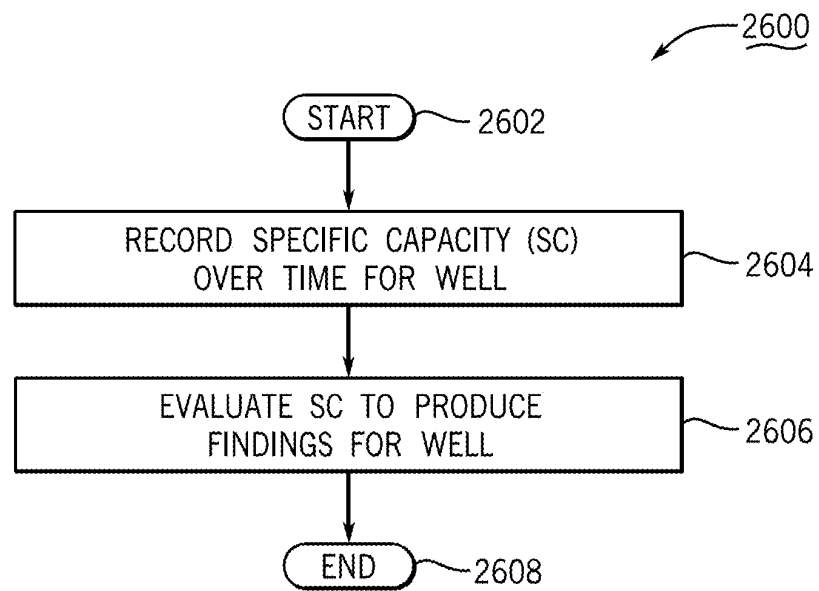 2600
START
2602
RECORD SPECIFIC CAPACITY (SC)
OVER TIME FOR WELL
2604
EVALUATE SC TO PRODUCE
FINDINGS FOR WELL
2606
END
2608